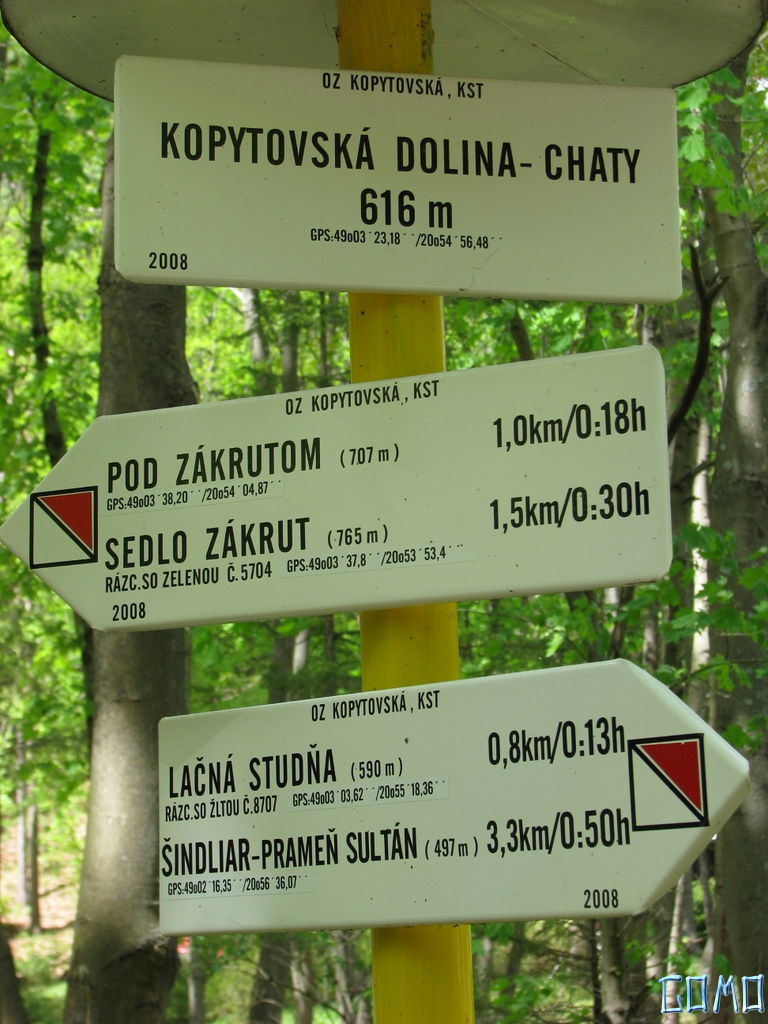 OZ KOPYTOVSKÁ, KST
KOPYTOVSKÁ DOLINA- CHATY
616 m
GPS:49o03´23,18´´/20o54´56,48´´
2008
OZ KOPYTOVSKÁ, KST
POD ZÁKRUTOM (707 m) 1,0km/0:18h
GPS:49o03´38,20´´/20o54´04,87´´
SEDLO ZÁKRUT (765 m) 1,5km/0:30h
RÁZC.SO ZELENOU Č.5704 GPS:49o03´37,8´´/20o53´53,4´´
2008
OZ KOPYTOVSKÁ, KST
LAČNÁ STUDŇA (590 m) 0,8km/0:13h
RÁZC.SO ŽLTOU Č.8707 GPS:49o03´03,62´´/20o55´18,36´´
ŠINDLIAR-PRAMEŇ SULTÁN (497m) 3,3km/0:50h
GPS:49o02´16,35´´/20o56´36,07´´
2008
GOMO